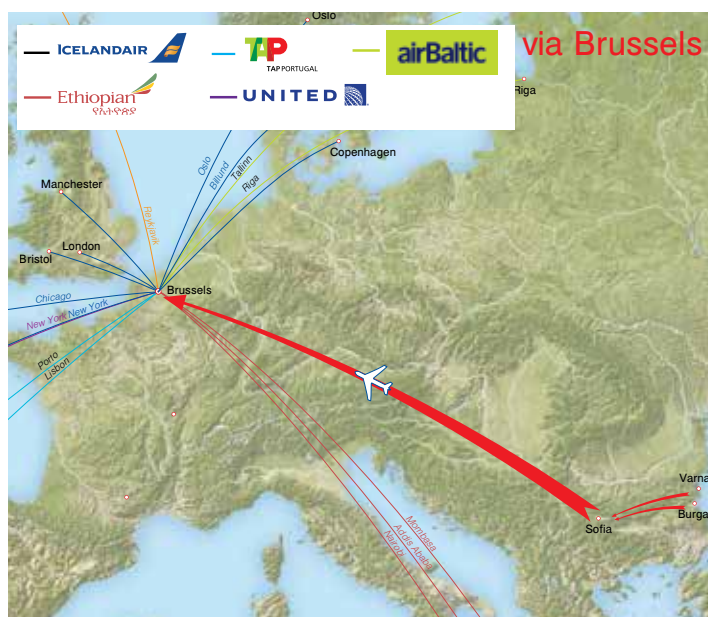 Oslo
ICELANDAIR
TAP
TAP PORTUGAL
airBaltic
via Brussels
Ethiopian
የኢትዮጵያ
UNITED
Riga
Copenhagen
Oslo
Billund
Tallinn
Riga
Manchester
Reykjavik
London
Bristol
Brussels
Chicago
New York
New York
Porto
Lisbon
Varna
Burga
Sofia
Mombasa
Addis Ababa
Nairobi